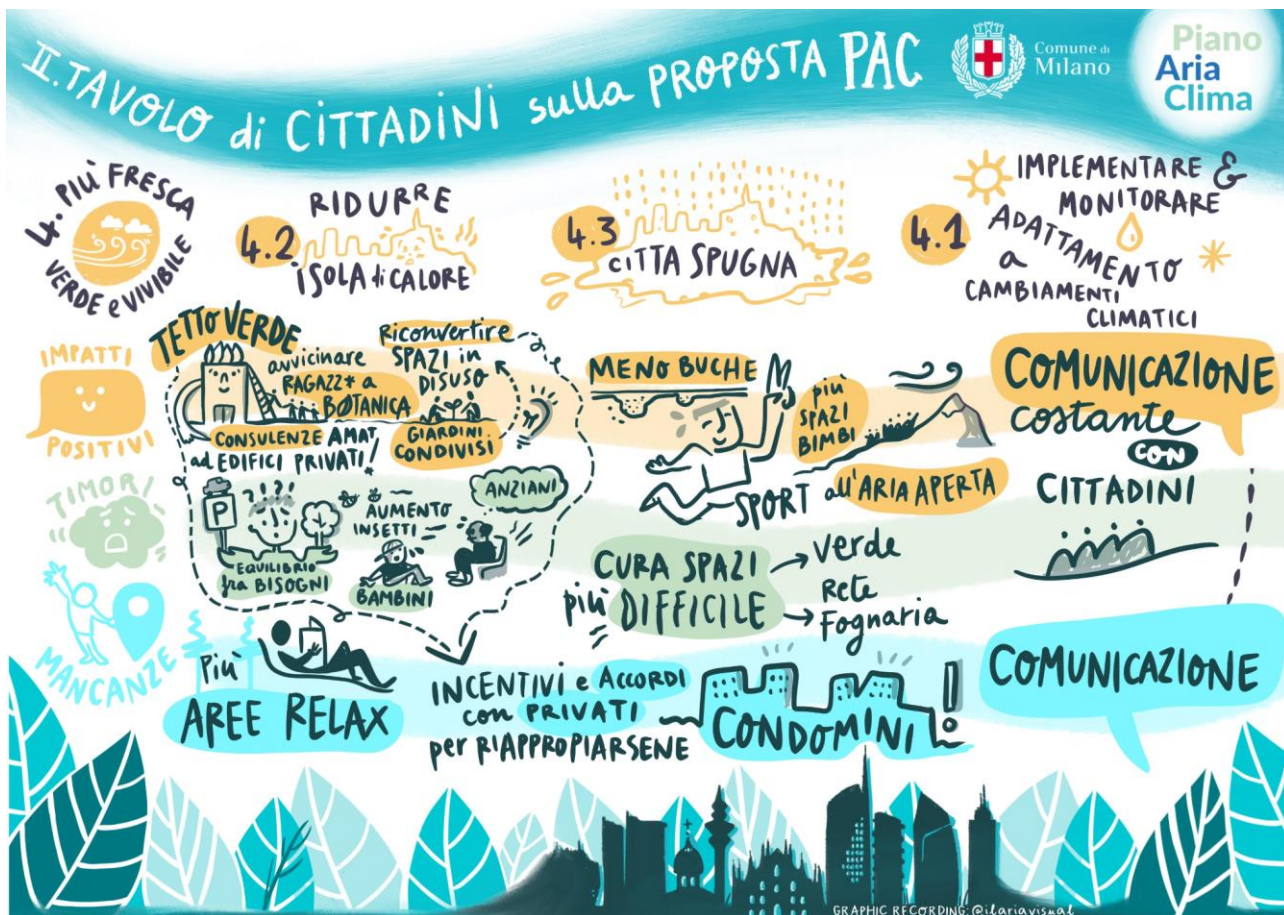 II. TAVOLO di CITTADINI sulla PROPOSTA PAC
Comune di
Milano
Piano
Aria
Clima
4. PIÙ FRESCA
VERDE e VIVIBILE
4.2
RIDURRE
ISOLA di CALORE
4.3
CITTA SPUGNA
4.1
IMPLEMENTARE &
MONITORARE
ADATTAMENTO
a
CAMBIAMENTI
CLIMATICI
IMPATTI
POSITIVI
TETTO VERDE
avvicinare
RAGAZZ* a
BOTANICA
Riconvertire
SPAZI in
DISUSO
CONSULENZE AMAT
ad EDIFICI PRIVATI
GIARDINI
CONDIVISI
MENO BUCHE
più
SPAZI
BIMBI
SPORT all'ARIA APERTA
COMUNICAZIONE
costante
CON
CITTADINI
TIMORI
P
EQUILIBRIO
fra BISOGNI
AUMENTO
INSETTI
BAMBINI
ANZIANI
CURA SPAZI
più DIFFICILE
Verde
Rete
Fognaria
MANCANZE
Più
AREE RELAX
INCENTIVI e ACCORDI
con PRIVATI
per RIAPPROPIARSENE
CONDOMINI!
COMUNICAZIONE
GRAPHIC RECORDING: @ilariavisual